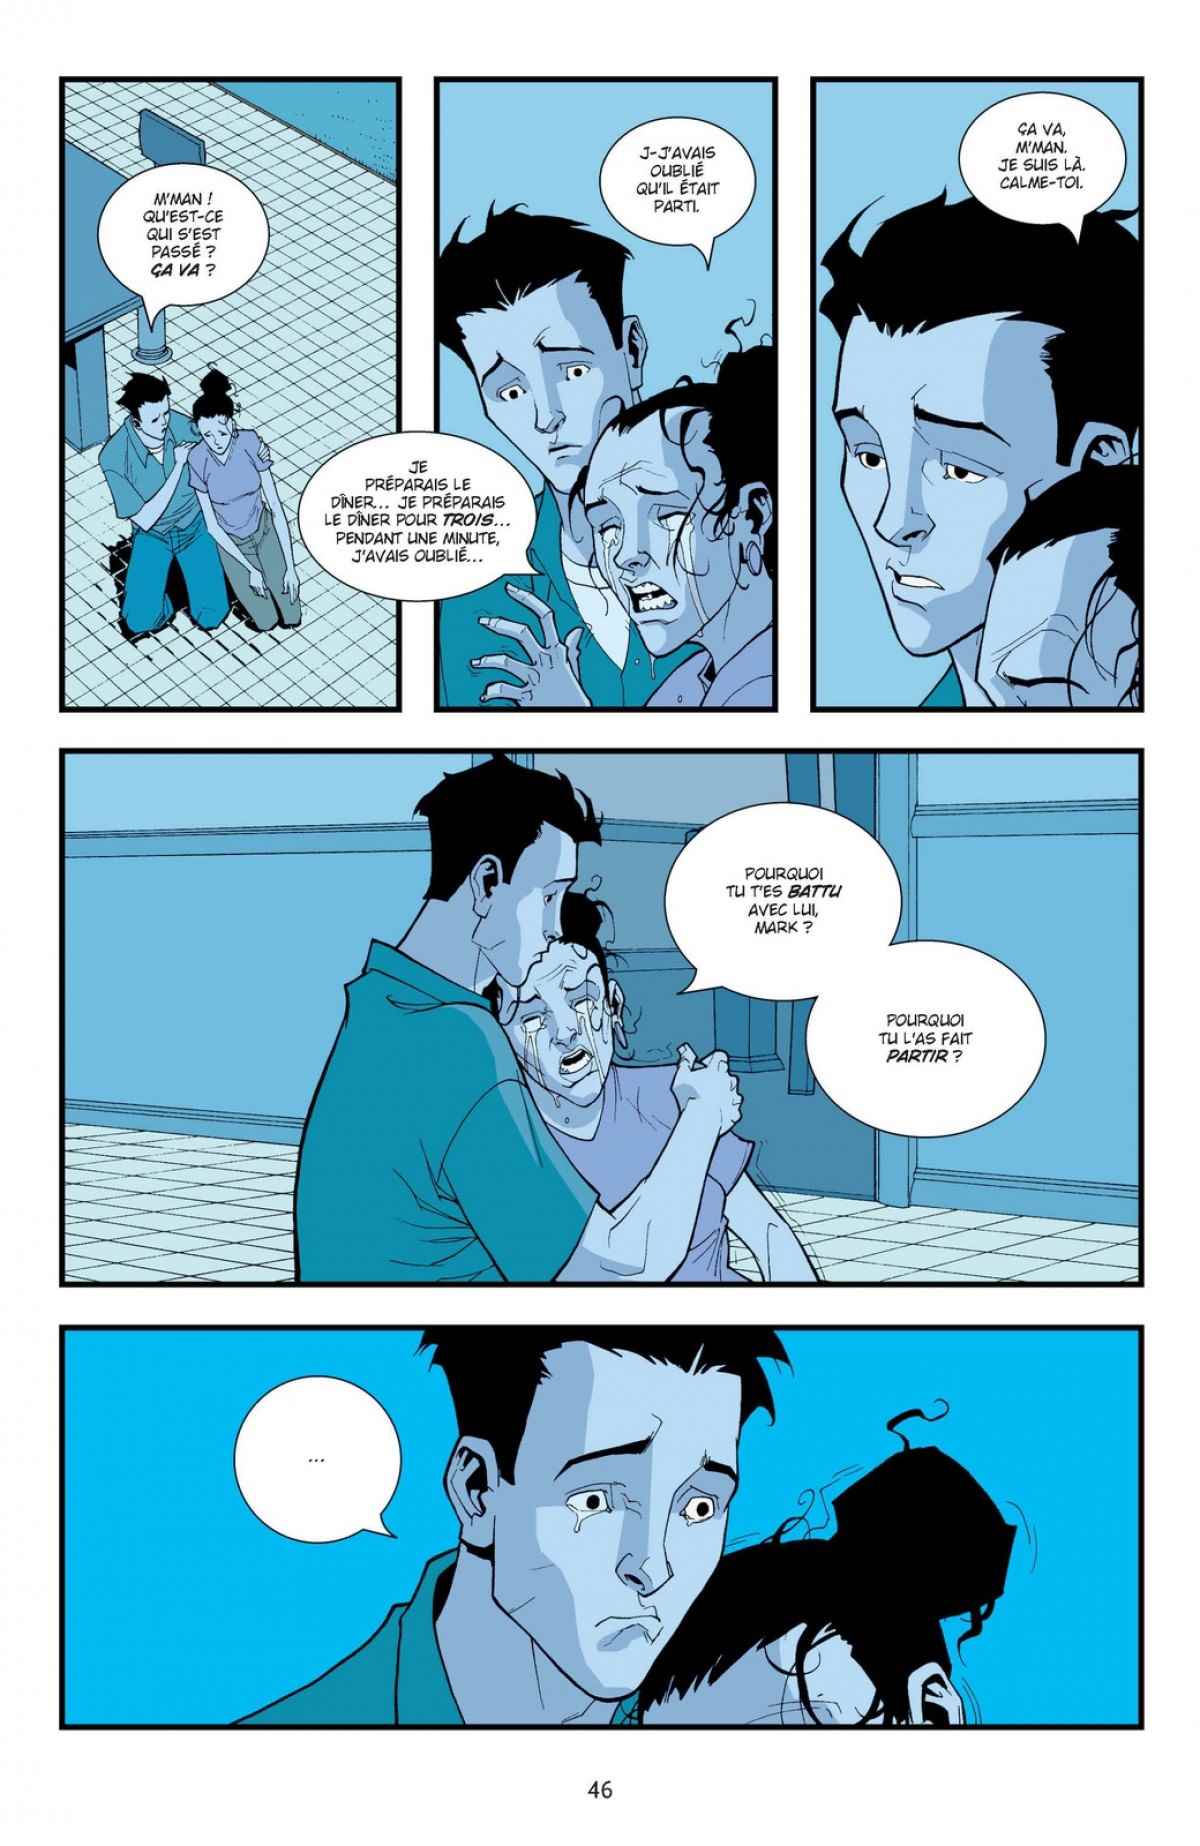 M'MAN !
QU'EST-CE
QUI S'EST
PASSÉ ?
ÇA VA ?
J-J'AVAIS
OUBLIÉ
QU'IL ÉTAIT
PARTI.
JE
PRÉPARAIS LE
DÎNER... JE PRÉPARAIS
LE DÎNER POUR TROIS...
PENDANT UNE MINUTE,
J'AVAIS OUBLIÉ...
ÇA VA,
M'MAN.
JE SUIS LÀ.
CALME-TOI.
POURQUOI
TU T'ES BATTU
AVEC LUI,
MARK ?
POURQUOI
TU L'AS FAIT
PARTIR ?
...
46